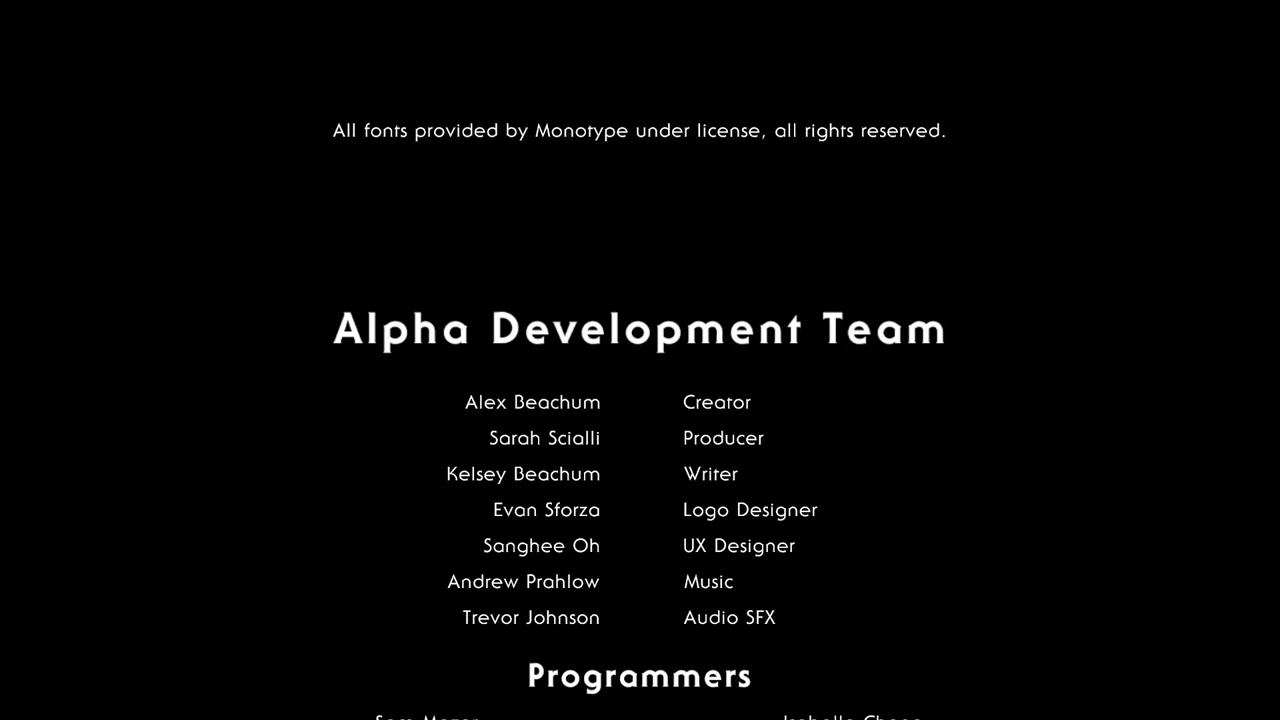 All fonts provided by Monotype under license, all rights reserved.
Alpha Development Team
Alex Beachum Creator
Sarah Scialli Producer
Kelsey Beachum Writer
Evan Sforza Logo Designer
Sanghee Oh UX Designer
Andrew Prahlow Music
Trevor Johnson Audio SFX
Programmers